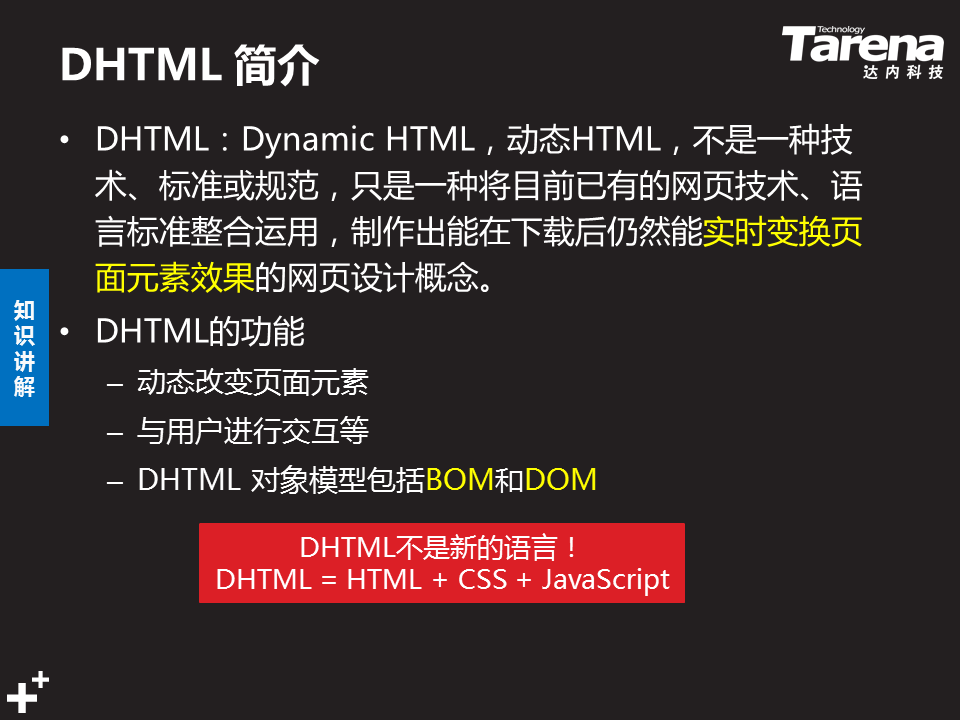 DHTML 简介
Technology
Tarena
达内科技
• DHTML：Dynamic HTML，动态HTML，不是一种技
术、标准或规范，只是一种将目前已有的网页技术、语
言标准整合运用，制作出能在下载后仍然能实时变换页
面元素效果的网页设计概念。
• DHTML的功能
– 动态改变页面元素
– 与用户进行交互等
– DHTML 对象模型包括BOM和DOM
知
识
讲
解
DHTML不是新的语言！
DHTML = HTML + CSS + JavaScript